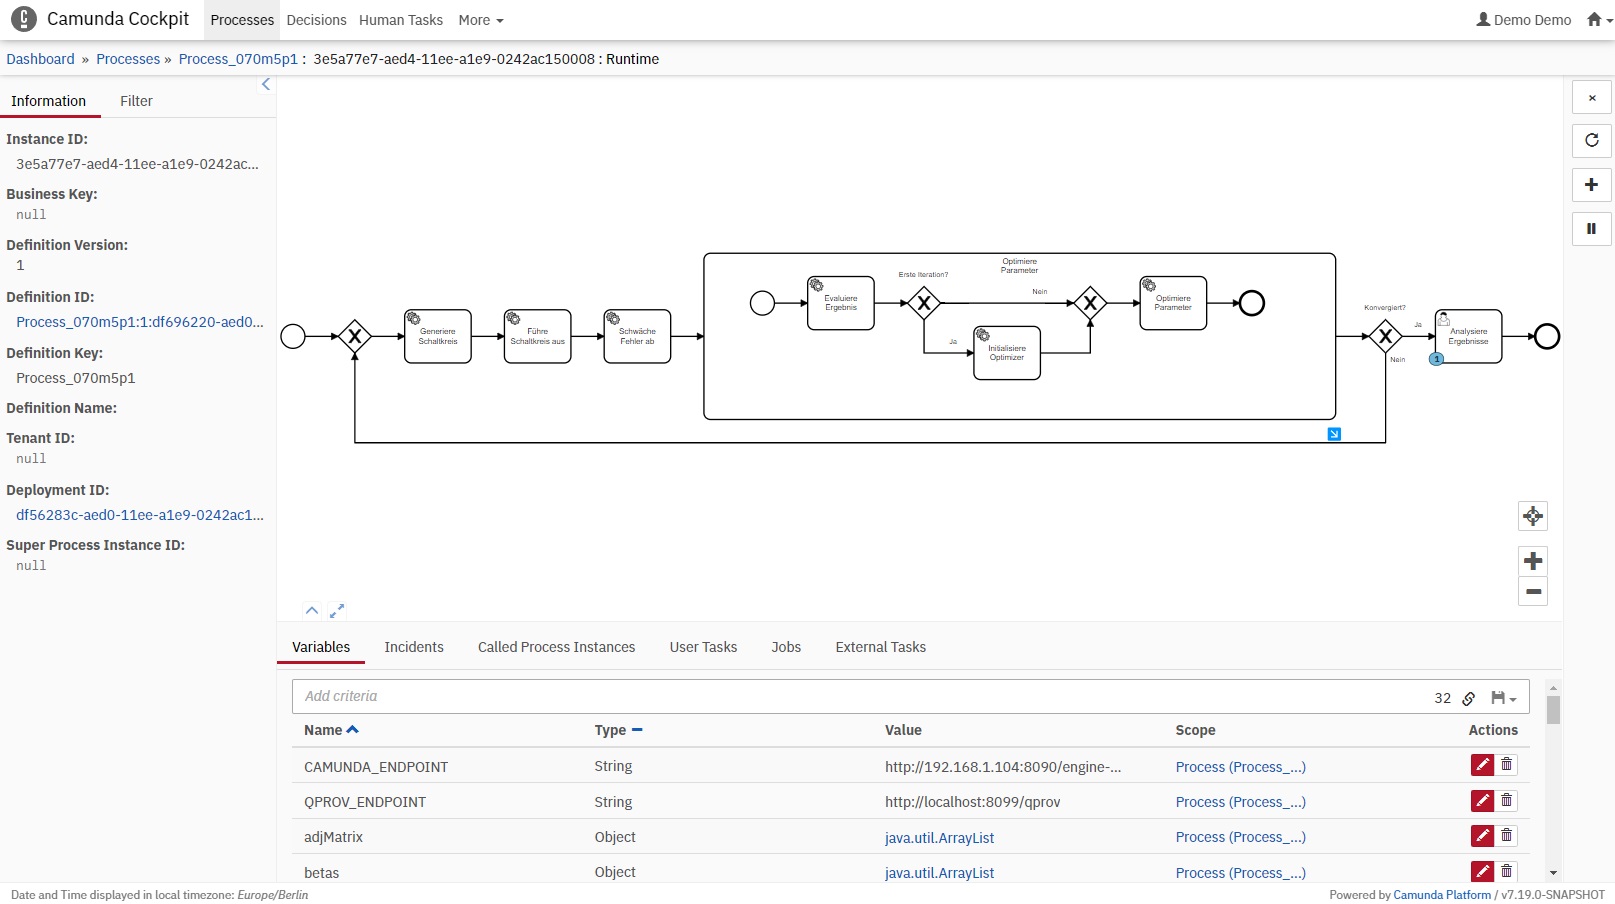 Camunda Cockpit Processes Decisions Human Tasks More Demo Demo
Dashboard » Processes » Process_070m5p1 : 3e5a77e7-aed4-11ee-a1e9-0242ac150008 : Runtime
Information Filter
Instance ID:
3e5a77e7-aed4-11ee-a1e9-0242ac...
Business Key:
null
Definition Version:
1
Definition ID:
Process_070m5p1:1:df696220-aed0...
Definition Key:
Process_070m5p1
Definition Name:
Tenant ID:
null
Deployment ID:
df56283c-aed0-11ee-a1e9-0242ac1...
Super Process Instance ID:
null
Generiere
Schaltkreis
Führe
Schaltkreis aus
Schwäche
Fehler ab
Optimiere
Parameter
Evaluiere
Ergebnis
Erste Iteration?
Nein
Ja
Initialisiere
Optimizer
Optimiere
Parameter
Konvergiert?
Ja
Nein
Analysiere
Ergebnisse
1
Variables Incidents Called Process Instances User Tasks Jobs External Tasks
Add criteria 32
Name Type Value Scope Actions
CAMUNDA_ENDPOINT String http://192.168.1.104:8090/engine-... Process (Process_...)
QPROV_ENDPOINT String http://localhost:8099/qprov Process (Process_...)
adjMatrix Object java.util.ArrayList Process (Process_...)
betas Object java.util.ArrayList Process (Process_...)
Date and Time displayed in local timezone: Europe/Berlin Powered by Camunda Platform / v7.19.0-SNAPSHOT